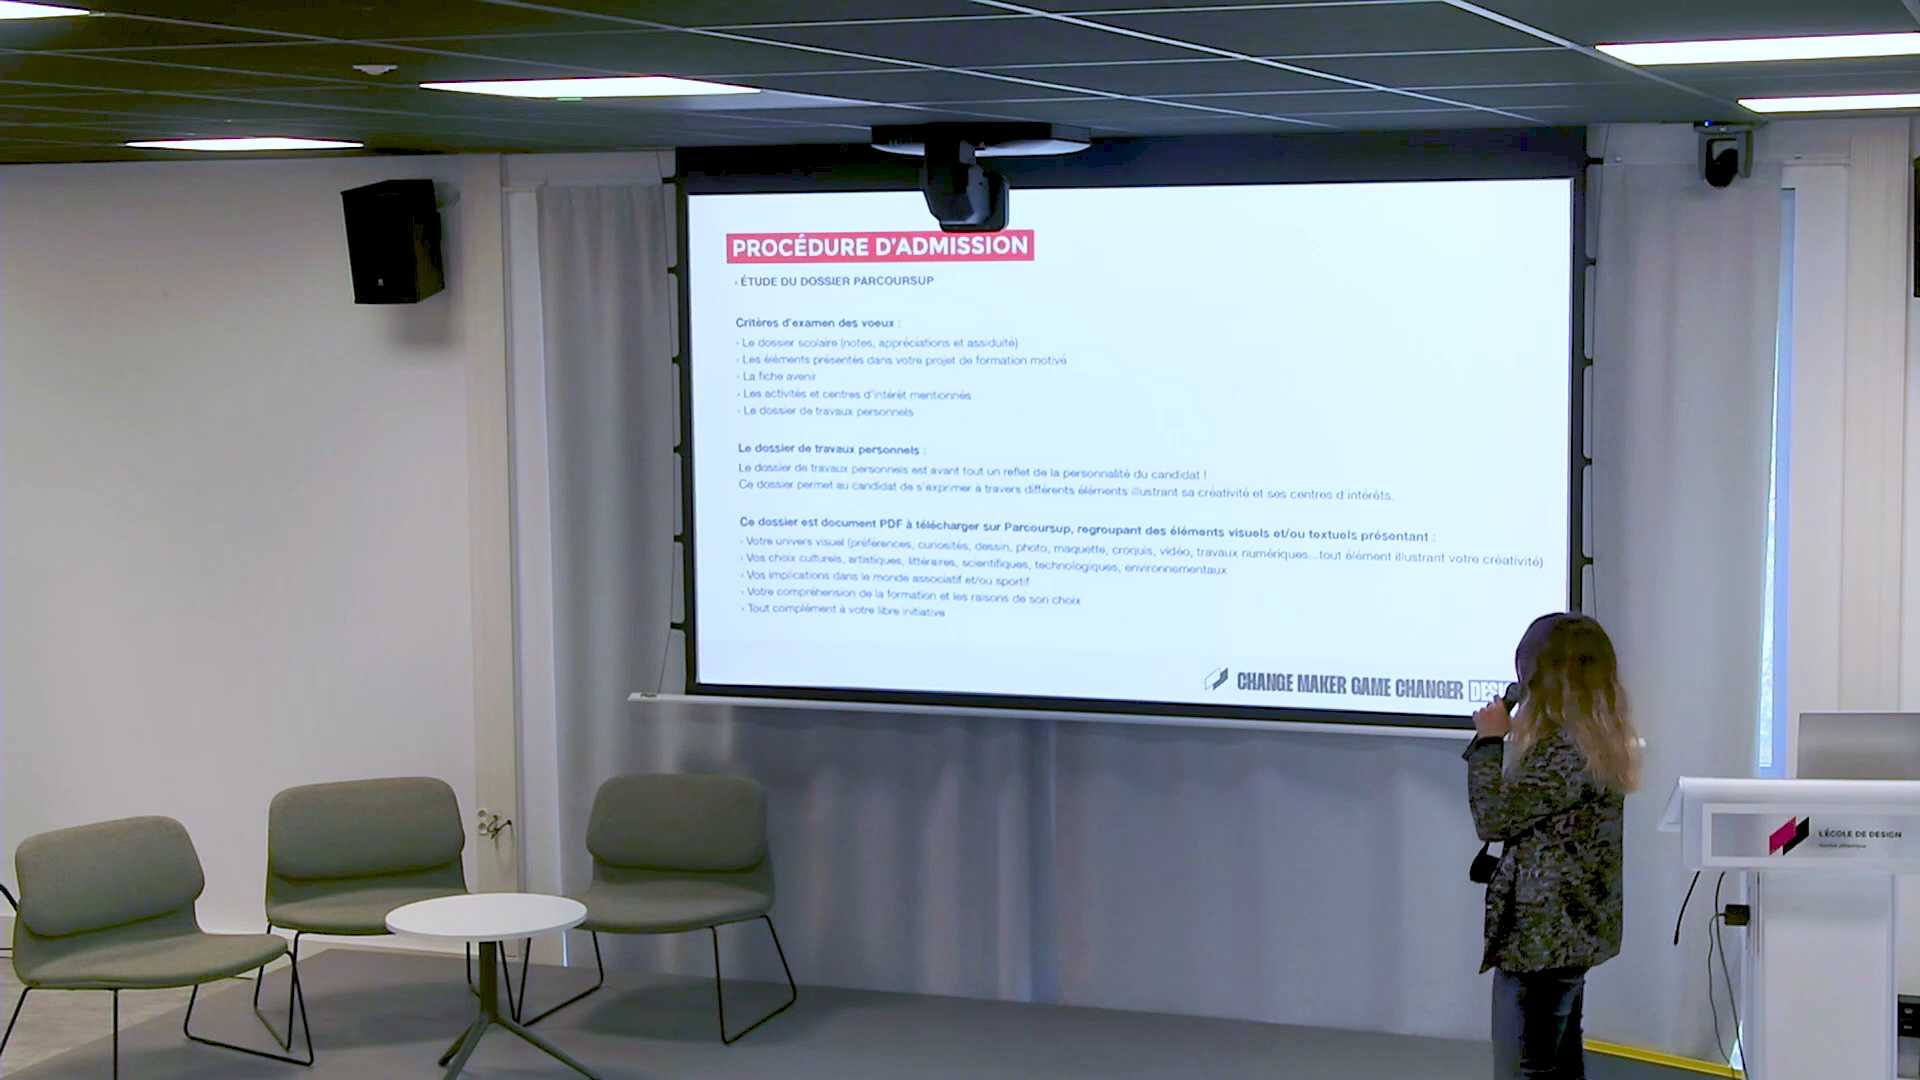 PROCÉDURE D'ADMISSION
› ÉTUDE DU DOSSIER PARCOURSUP
Critères d'examen des voeux :
› Le dossier scolaire (notes, appréciations et assiduité)
› Les éléments présentés dans votre projet de formation motivé
› La fiche avenir
› Les activités et centres d'intérêt mentionnés
› Le dossier de travaux personnels
Le dossier de travaux personnels :
Le dossier de travaux personnels est avant tout un reflet de la personnalité du candidat !
Ce dossier permet au candidat de s'exprimer à travers différents éléments illustrant sa créativité et ses centres d'intérêts.
Ce dossier est document PDF à télécharger sur Parcoursup, regroupant des éléments visuels et/ou textuels présentant :
› Votre univers visuel (préférences, curiosités, dessin, photo, maquette, croquis, vidéo, travaux numériques...tout élément illustrant votre créativité)
› Vos choix culturels, artistiques, littéraires, scientifiques, technologiques, environnementaux
› Vos implications dans le monde associatif et/ou sportif
› Votre compréhension de la formation et les raisons de son choix
› Tout complément à votre libre initiative
CHANGE MAKER GAME CHANGER
L'ÉCOLE DE DESIGN
Nantes Atlantique